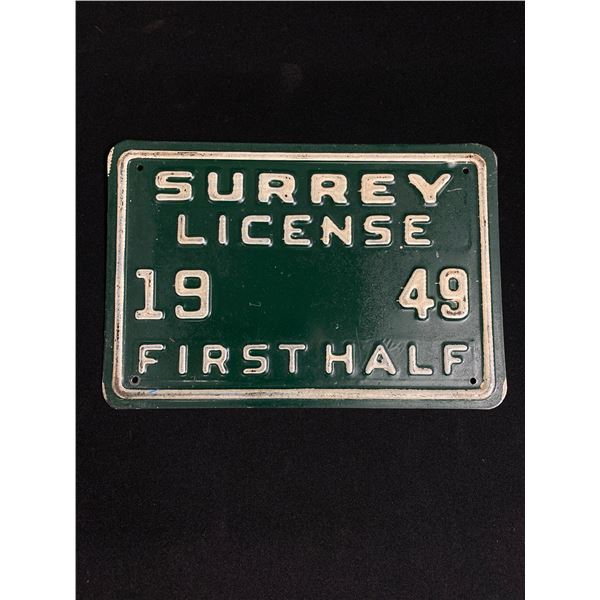 SURREY
LICENSE
19 49
FIRST HALF